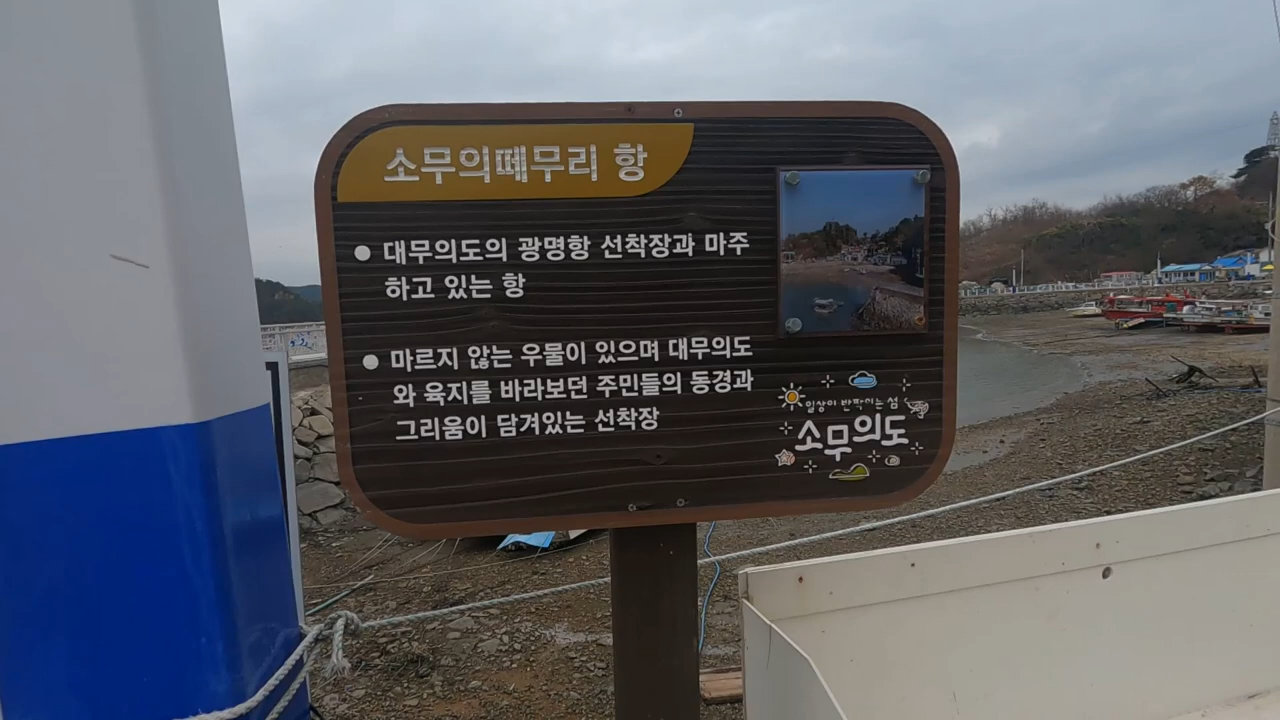 소무의떼무리 항
● 대무의도의 광명항 선착장과 마주
하고 있는 항
● 마르지 않는 우물이 있으며 대무의도
와 육지를 바라보던 주민들의 동경과
그리움이 담겨있는 선착장
일상이 반짝이는 섬
소무의도